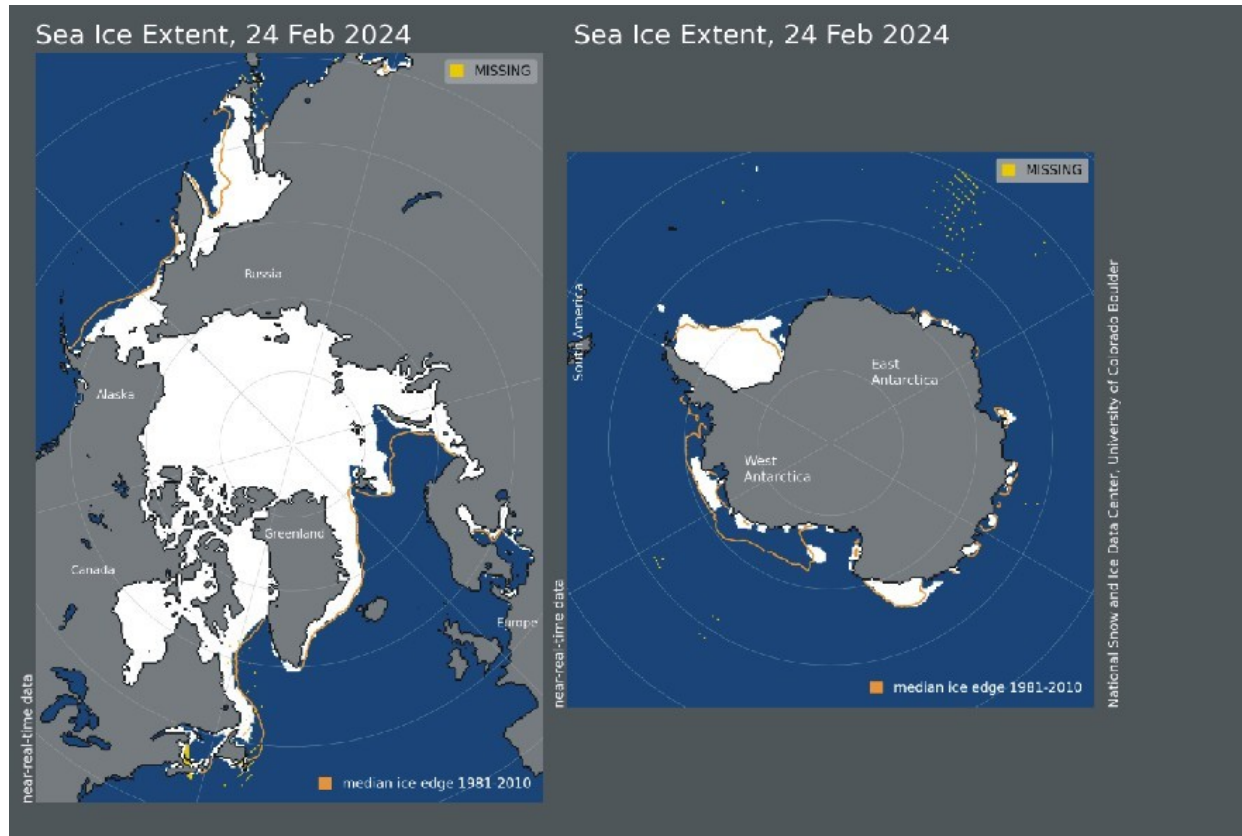 Sea Ice Extent, 24 Feb 2024
MISSING
Russia
Alaska
Greenland
Canada
Europe
near-real-time data
median ice edge 1981-2010
Sea Ice Extent, 24 Feb 2024
MISSING
South America
East
Antarctica
West
Antarctica
near-real-time data
median ice edge 1981-2010
National Snow and Ice Data Center, University of Colorado Boulder